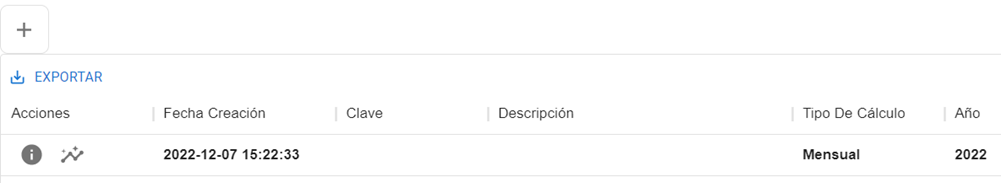 EXPORTAR
Acciones Fecha Creación Clave Descripción Tipo De Cálculo Año
2022-12-07 15:22:33 Mensual 2022